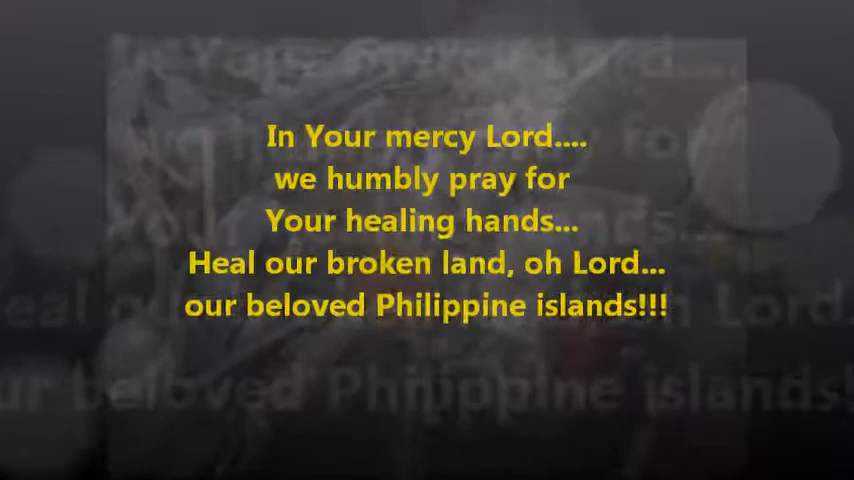 In Your mercy Lord....
we humbly pray for
Your healing hands...
Heal our broken land, oh Lord...
our beloved Philippine islands!!!